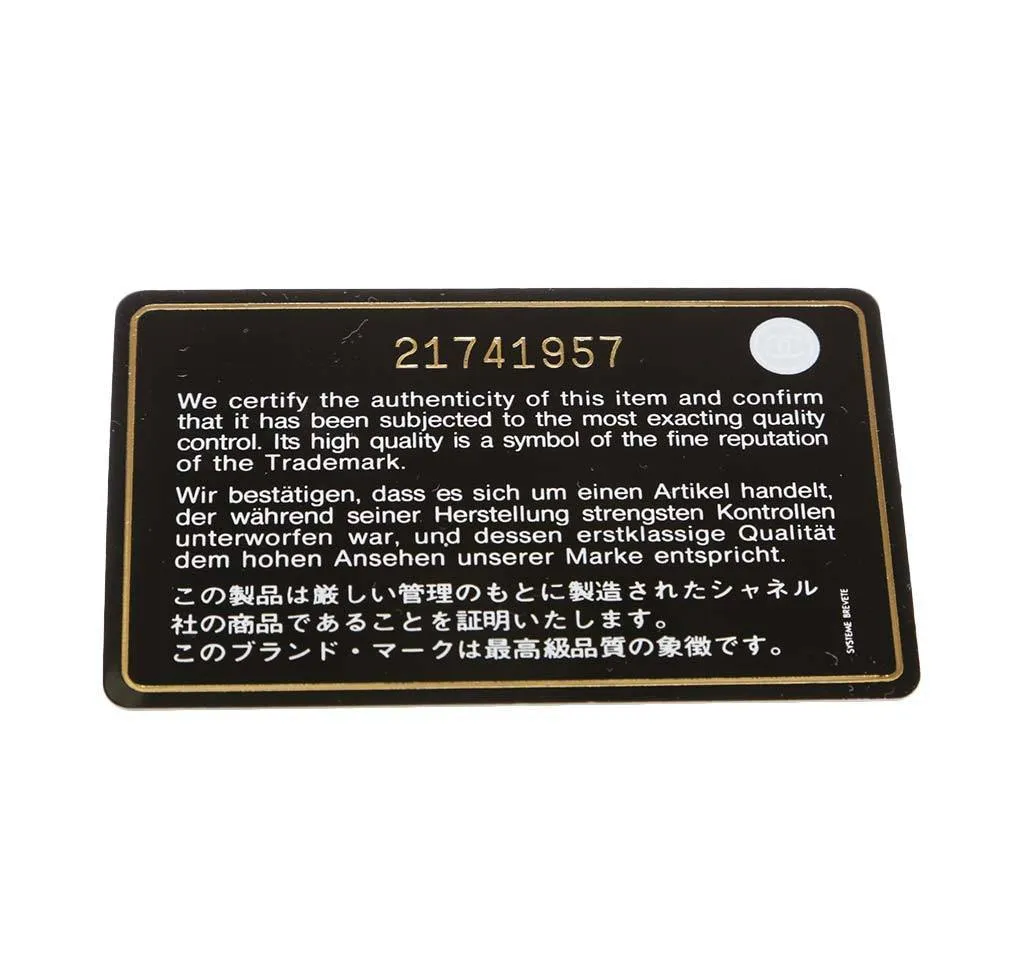 21741957
We certify the authenticity of this item and confirm
that it has been subjected to the most exacting quality
control. Its high quality is a symbol of the fine reputation
of the Trademark.
Wir bestätigen, dass es sich um einen Artikel handelt,
der während seiner Herstellung strengsten Kontrollen
unterworfen war, und dessen erstklassige Qualität
dem hohen Ansehen unserer Marke entspricht.
この製品は厳しい管理のもとに製造されたシャネル
社の商品であることを証明いたします。
このブランド・マークは最高級品質の象徴です。
SYSTEME BREVETE